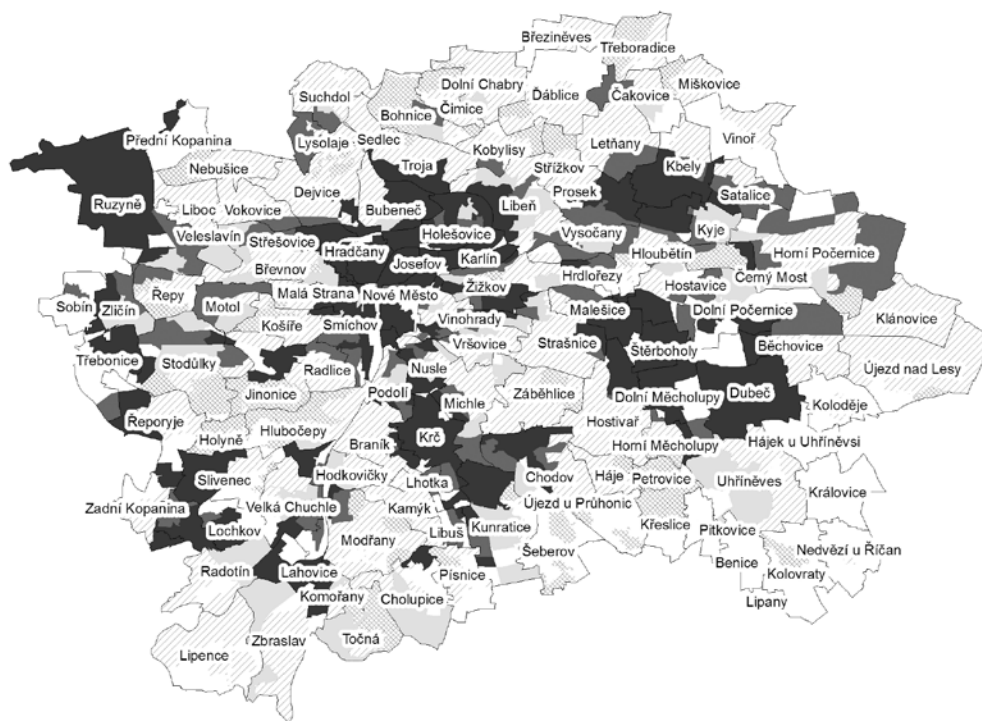 Březiněves
Třeboradice
Dolní Chabry
Miškovice
Suchdol
Ďáblice
Čakovice
Bohnice
Čimice
Přední Kopanina
Lysolaje
Sedlec
Kobylisy
Letňany
Vinoř
Nebušice
Troja
Střížkov
Kbely
Dejvice
Prosek
Satalice
Ruzyně
Liboc
Vokovice
Bubeneč
Libeň
Veleslavín
Střešovice
Holešovice
Vysočany
Kyje
Hradčany
Hloubětín
Horní Počernice
Břevnov
Josefov
Karlín
Hrdlořezy
Černý Most
Řepy
Malá Strana
Nové Město
Žižkov
Hostavice
Sobín
Zličín
Motol
Malešice
Dolní Počernice
Klánovice
Košíře
Smíchov
Vinohrady
Vršovice
Strašnice
Štěrboholy
Běchovice
Třebonice
Stodůlky
Radlice
Nusle
Újezd nad Lesy
Jinonice
Podolí
Michle
Záběhlice
Dolní Měcholupy
Dubeč
Koloděje
Řeporyje
Holyně
Hlubočepy
Hostivař
Braník
Krč
Horní Měcholupy
Hájek u Uhříněvsi
Slivenec
Hodkovičky
Lhotka
Chodov
Háje
Petrovice
Uhříněves
Královice
Zadní Kopanina
Velká Chuchle
Kamýk
Újezd u Průhonic
Lochkov
Modřany
Libuš
Kunratice
Křeslice
Pitkovice
Radotín
Lahovice
Šeberov
Nedvězí u Říčan
Benice
Písnice
Kolovraty
Komořany
Cholupice
Lipany
Točná
Zbraslav
Lipence